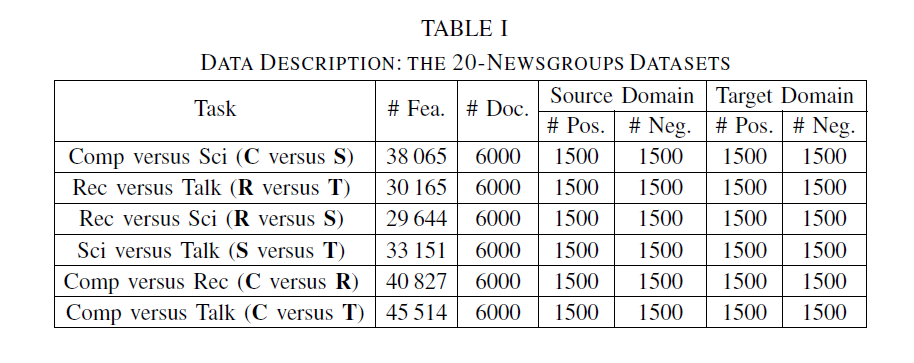 TABLE I
DATA DESCRIPTION: THE 20-NEWSGROUPS DATASETS
Task # Fea. # Doc. Source Domain Target Domain
# Pos. # Neg. # Pos. # Neg.
Comp versus Sci (C versus S) 38 065 6000 1500 1500 1500 1500
Rec versus Talk (R versus T) 30 165 6000 1500 1500 1500 1500
Rec versus Sci (R versus S) 29 644 6000 1500 1500 1500 1500
Sci versus Talk (S versus T) 33 151 6000 1500 1500 1500 1500
Comp versus Rec (C versus R) 40 827 6000 1500 1500 1500 1500
Comp versus Talk (C versus T) 45 514 6000 1500 1500 1500 1500